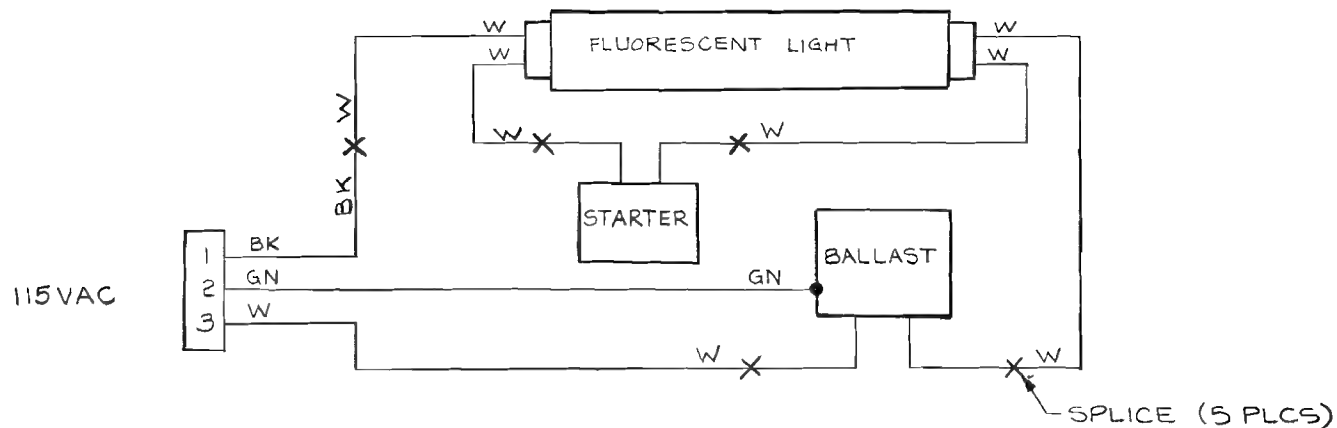 W
FLUORESCENT LIGHT
W
W
W
W
W
W
BK
STARTER
BALLAST
1
BK
115VAC
2
GN
GN
3
W
W
W
SPLICE (5 PLCS)